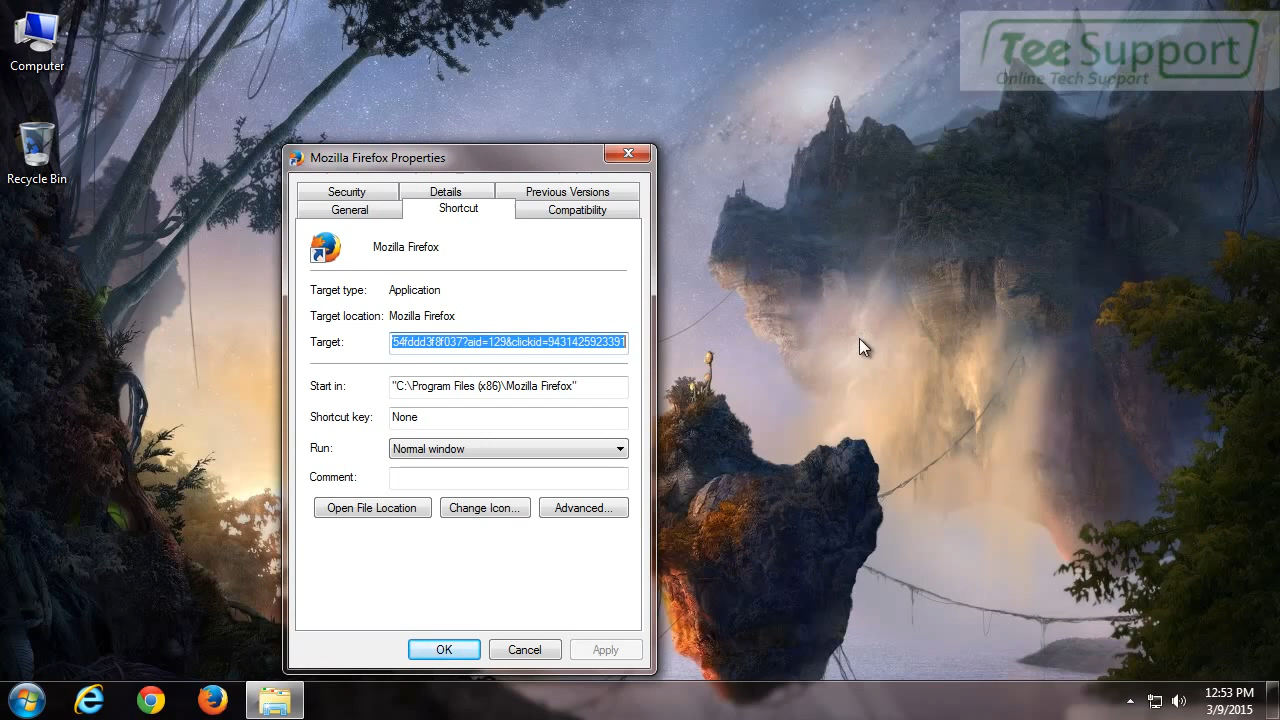 Computer
Recycle Bin
Tee Support
Online Tech Support
Mozilla Firefox Properties
Security Details Previous Versions
General Shortcut Compatibility
Mozilla Firefox
Target type: Application
Target location: Mozilla Firefox
Target: 54fddd3f8f037?aid=129&clickid=9431425923391
Start in: "C:\Program Files (x86)\Mozilla Firefox"
Shortcut key: None
Run: Normal window
Comment:
Open File Location Change Icon... Advanced...
OK Cancel Apply
12:53 PM
3/9/2015